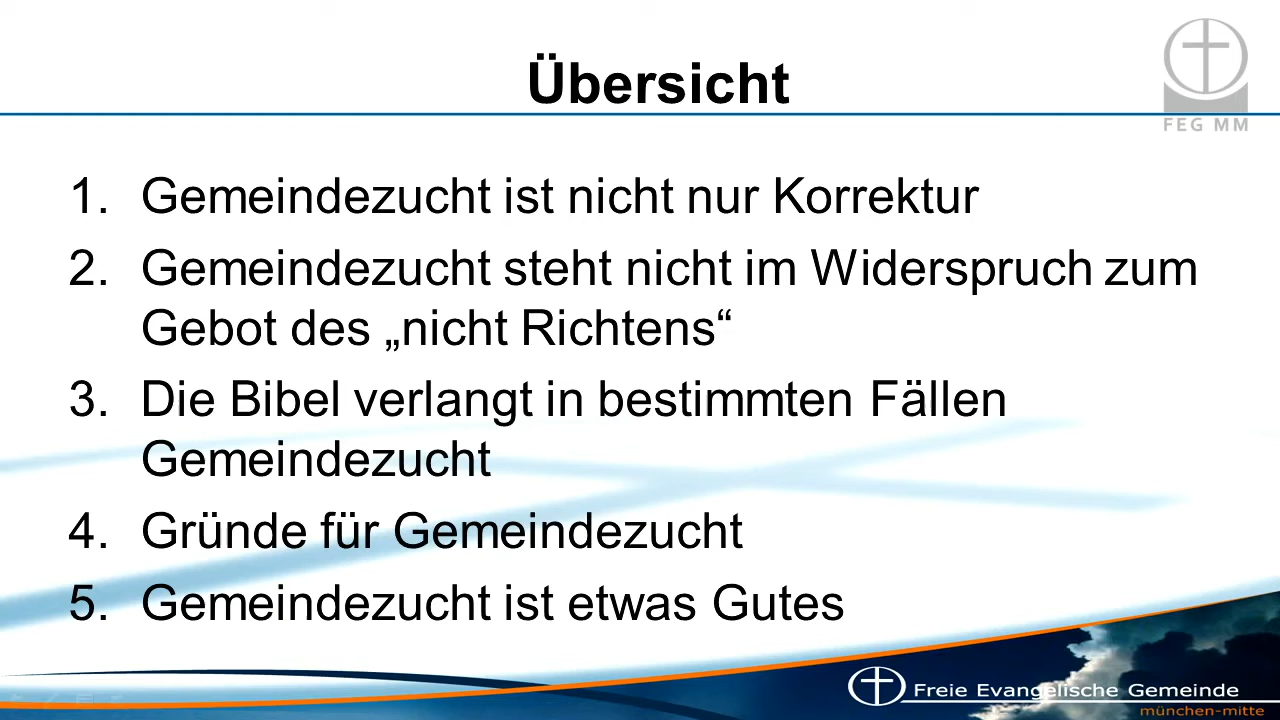 Übersicht
FEG MM
1. Gemeindezucht ist nicht nur Korrektur
2. Gemeindezucht steht nicht im Widerspruch zum
Gebot des „nicht Richtens“
3. Die Bibel verlangt in bestimmten Fällen
Gemeindezucht
4. Gründe für Gemeindezucht
5. Gemeindezucht ist etwas Gutes
Freie Evangelische Gemeinde
münchen-mitte